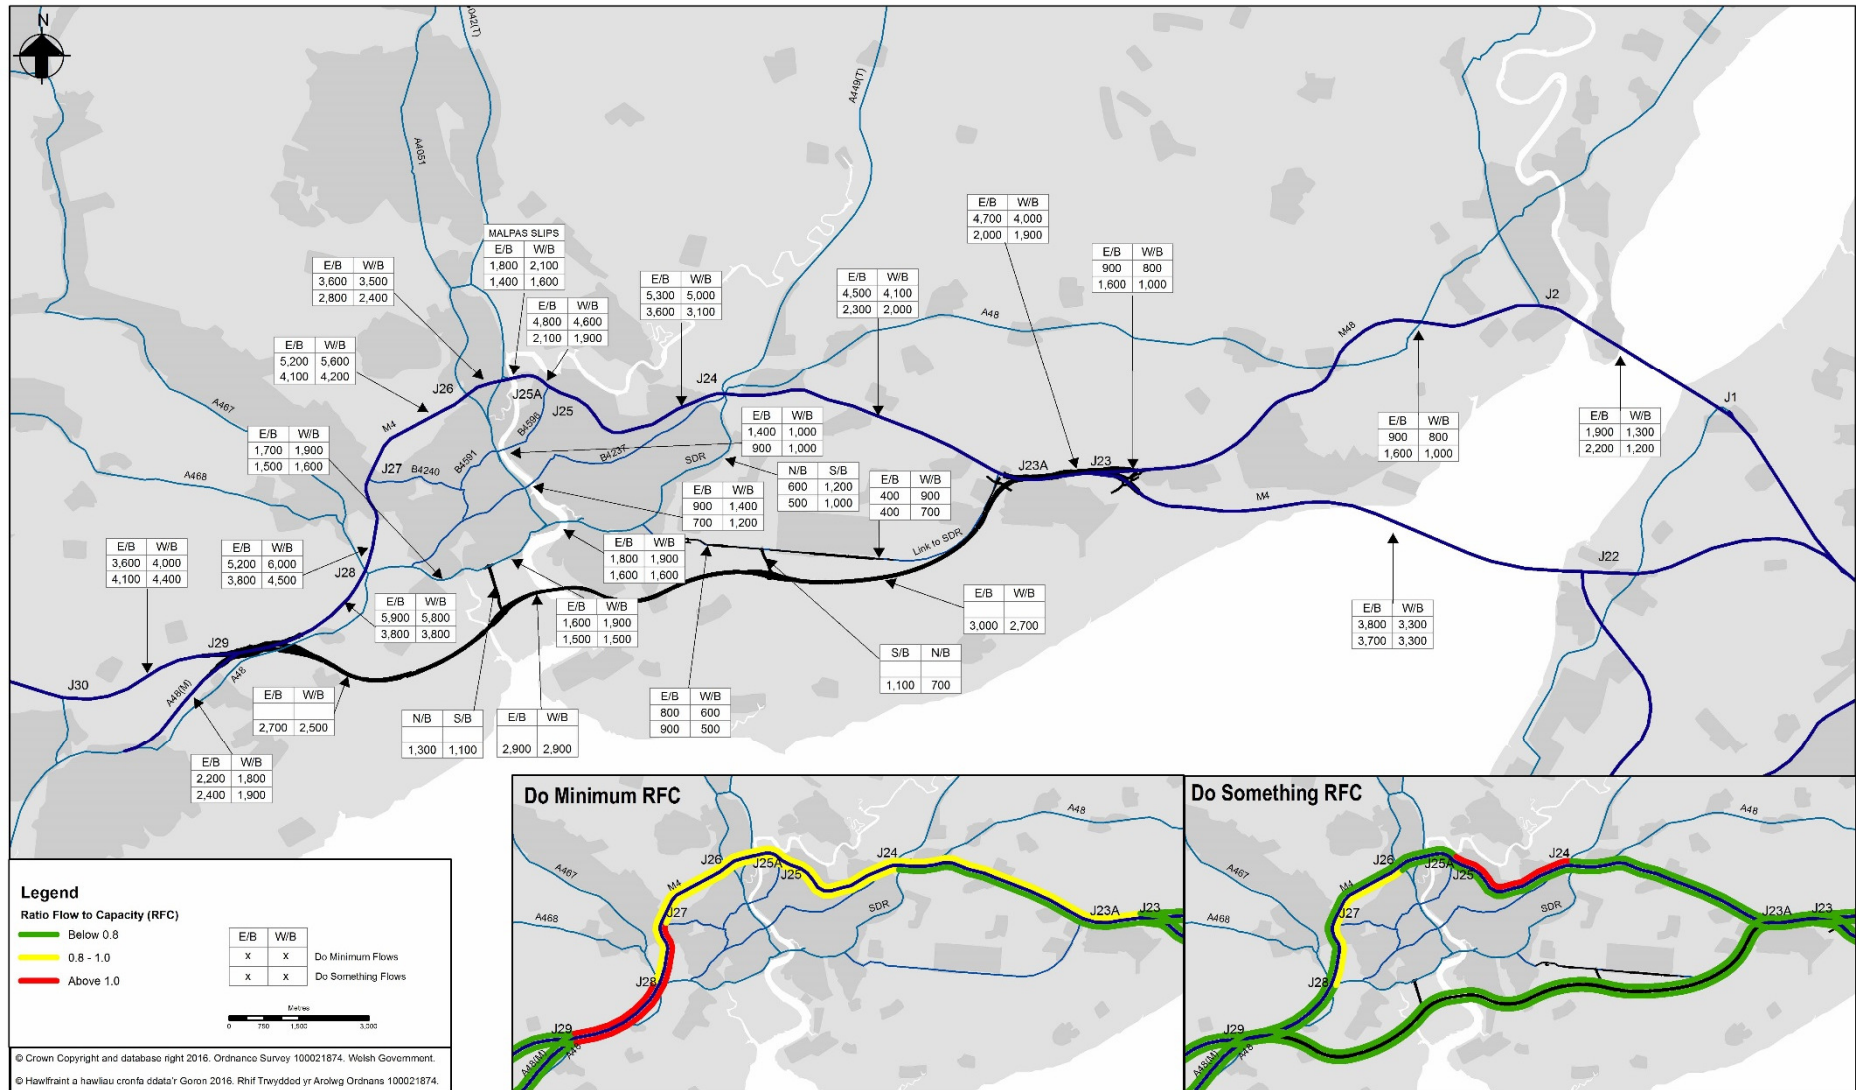 N
A042(T)
A4051
A449(T)
MALPAS SLIPS
E/B W/B
1,800 2,100
1,400 1,600
E/B W/B
3,600 3,500
2,800 2,400
E/B W/B
4,800 4,600
2,100 1,900
E/B W/B
5,300 5,000
3,600 3,100
E/B W/B
4,500 4,100
2,300 2,000
E/B W/B
4,700 4,000
2,000 1,900
E/B W/B
900 800
1,600 1,000
E/B W/B
5,200 5,600
4,100 4,200
A48
M48
J2
J1
J26
J25A
J25
J24
A467
M4
E/B W/B
1,700 1,900
1,500 1,600
A468
J27
B4240
B4591
B4596
B4237
SDR
E/B W/B
1,400 1,000
900 1,000
N/B S/B
600 1,200
500 1,000
E/B W/B
400 900
400 700
E/B W/B
900 1,400
700 1,200
J23A
J23
M4
E/B W/B
900 800
1,600 1,000
E/B W/B
1,900 1,300
2,200 1,200
E/B W/B
3,600 4,000
4,100 4,400
E/B W/B
5,200 6,000
3,800 4,500
J28
E/B W/B
1,800 1,900
1,600 1,600
Link to SDR
J22
E/B W/B
5,900 5,800
3,800 3,800
E/B W/B
1,600 1,900
1,500 1,500
E/B W/B
3,000 2,700
E/B W/B
3,800 3,300
3,700 3,300
J29
J30
A48(M)
A48
S/B N/B
1,100 700
E/B W/B
2,700 2,500
N/B S/B
1,300 1,100
E/B W/B
2,900 2,900
E/B W/B
800 600
900 500
E/B W/B
2,200 1,800
2,400 1,900
Legend
Ratio Flow to Capacity (RFC)
Below 0.8
0.8 - 1.0
Above 1.0
E/B W/B
x x Do Minimum Flows
x x Do Something Flows
Metres
0 750 1,500 3,000
© Crown Copyright and database right 2016. Ordnance Survey 100021874. Welsh Government.
© Hawlfraint a hawliau cronfa ddata'r Goron 2016. Rhif Trwydded yr Arolwg Ordnans 100021874.
Do Minimum RFC
A48
J26
J25A
J25
J24
A467
M4
J27
A468
SDR
J23A
J23
J28
J29
A48(M)
A48
Do Something RFC
A48
J26
J25A
J25
J24
A467
M4
J27
A468
SDR
J23A
J23
J28
J29
A48(M)
A48